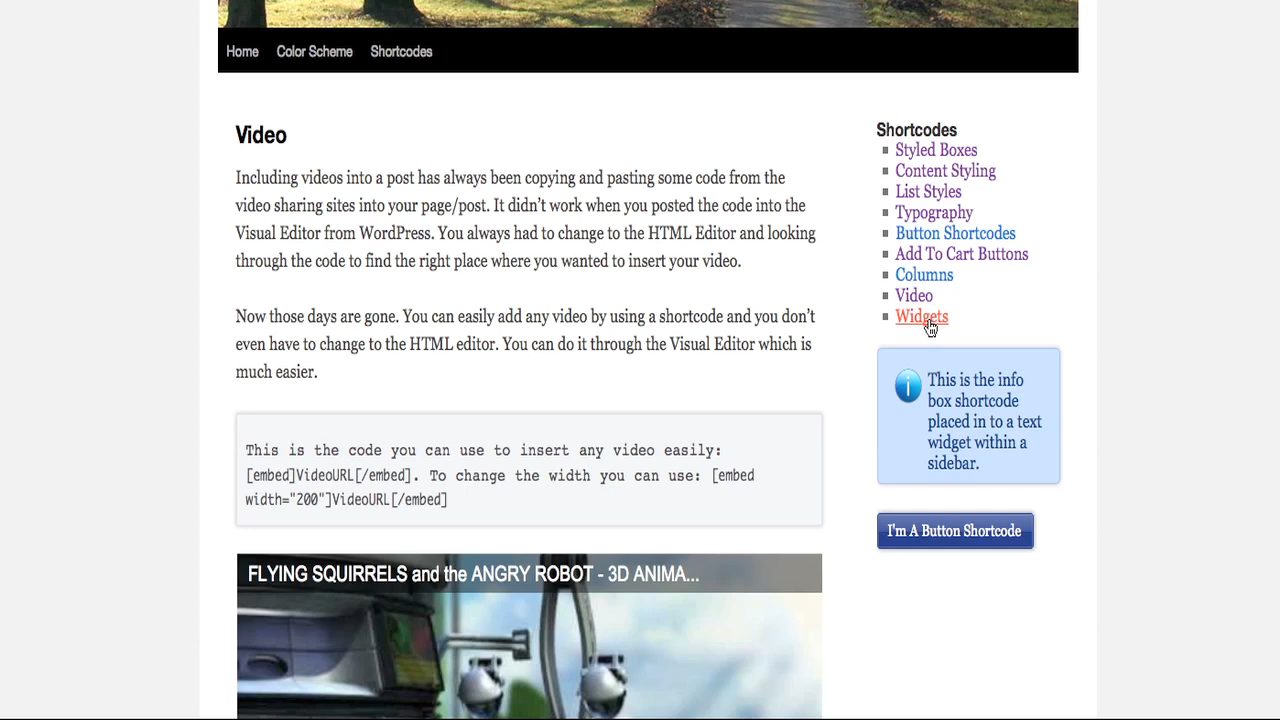 Home Color Scheme Shortcodes
Video
Including videos into a post has always been copying and pasting some code from the
video sharing sites into your page/post. It didn't work when you posted the code into the
Visual Editor from WordPress. You always had to change to the HTML Editor and looking
through the code to find the right place where you wanted to insert your video.
Now those days are gone. You can easily add any video by using a shortcode and you don't
even have to change to the HTML editor. You can do it through the Visual Editor which is
much easier.
This is the code you can use to insert any video easily:
[embed]VideoURL[/embed]. To change the width you can use: [embed
width="200"]VideoURL[/embed]
FLYING SQUIRRELS and the ANGRY ROBOT - 3D ANIMA...
Shortcodes
Styled Boxes
Content Styling
List Styles
Typography
Button Shortcodes
Add To Cart Buttons
Columns
Video
Widgets
This is the info
box shortcode
placed in to a text
widget within a
sidebar.
I'm A Button Shortcode